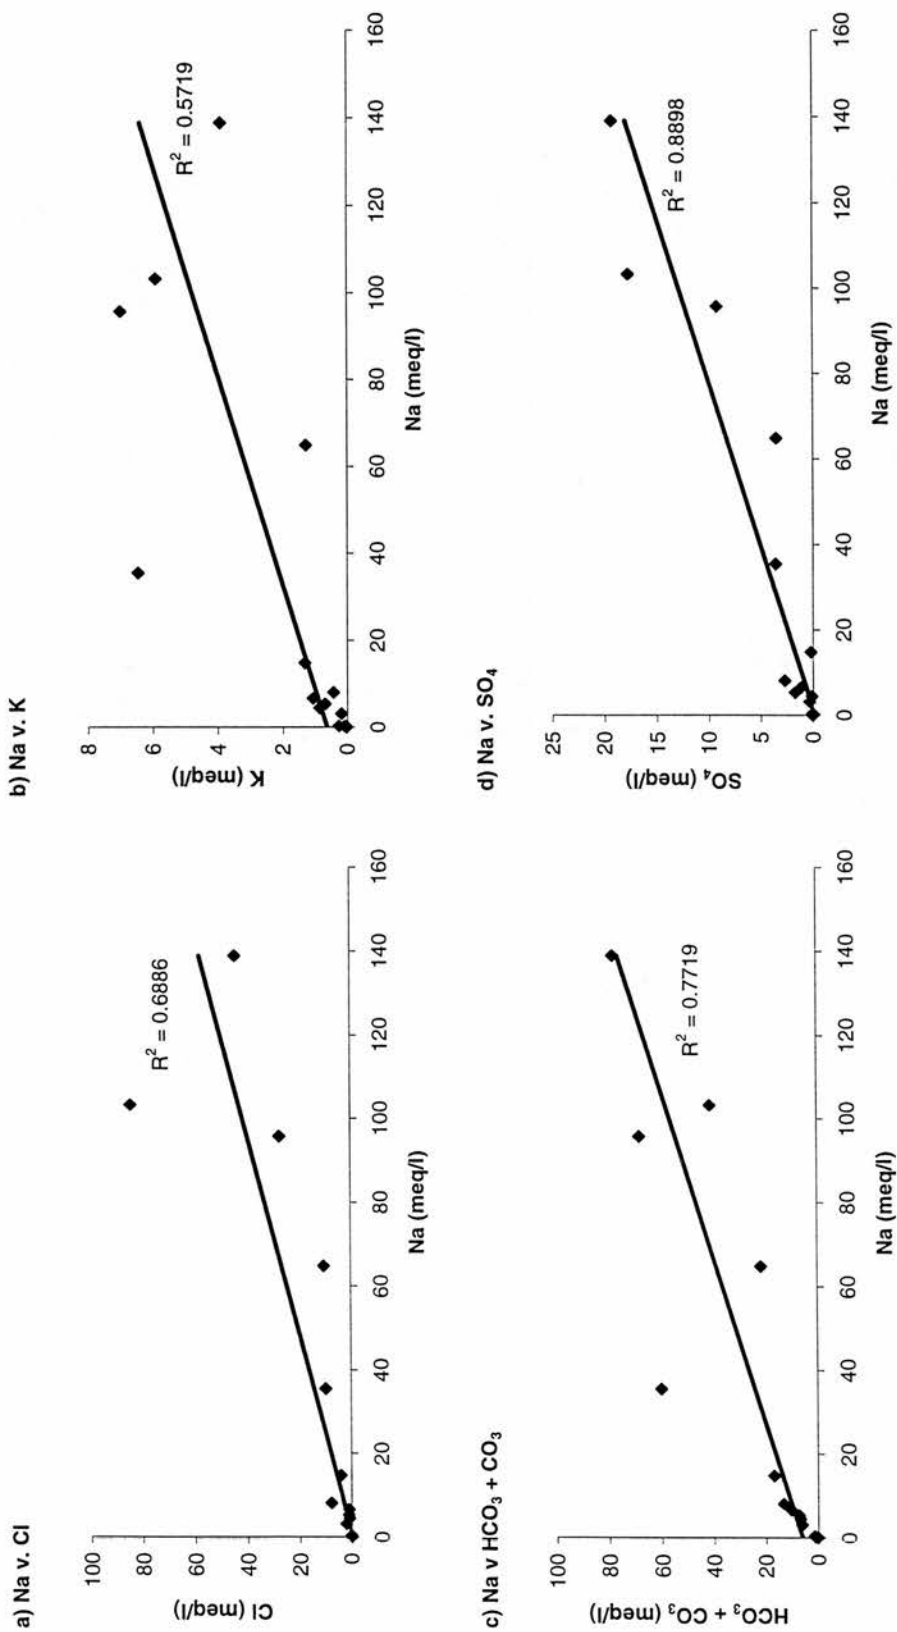 a) Na v. Cl
100
80
60
40
20
0
Cl (meq/l)
0 20 40 60 80 100 120 140 160
Na (meq/l)
R² = 0.6886
b) Na v. K
8
6
4
2
0
K (meq/l)
0 20 40 60 80 100 120 140 160
Na (meq/l)
R² = 0.5719
c) Na v HCO₃ + CO₃
100
80
60
40
20
0
HCO₃ + CO₃ (meq/l)
0 20 40 60 80 100 120 140 160
Na (meq/l)
R² = 0.7719
d) Na v. SO₄
25
20
15
10
5
0
SO₄ (meq/l)
0 20 40 60 80 100 120 140 160
Na (meq/l)
R² = 0.8898